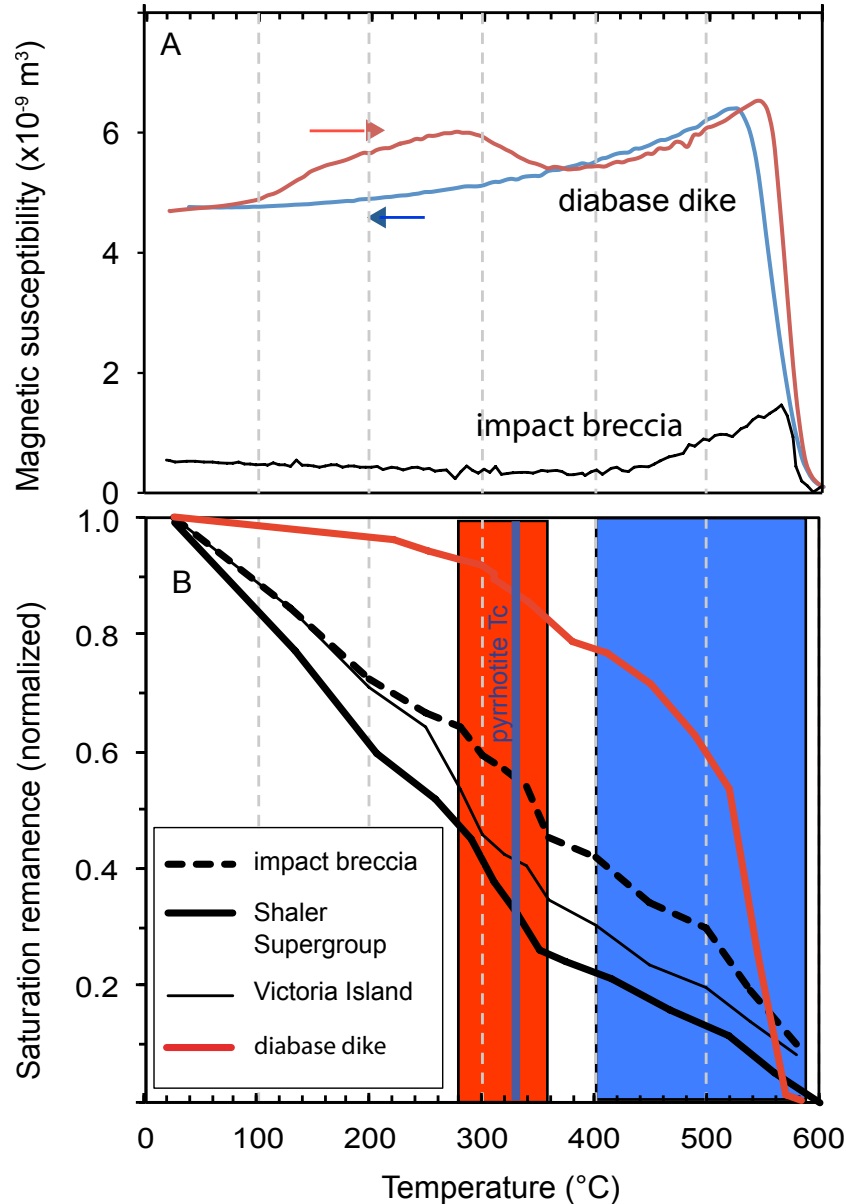 A
Magnetic susceptibility (x10⁻⁹ m³)
8
6
4
2
0
diabase dike
impact breccia
B
Saturation remanence (normalized)
1.0
0.8
0.6
0.4
0.2
pyrrhotite Tc
impact breccia
Shaler
Supergroup
Victoria Island
diabase dike
0 100 200 300 400 500 600
Temperature (°C)